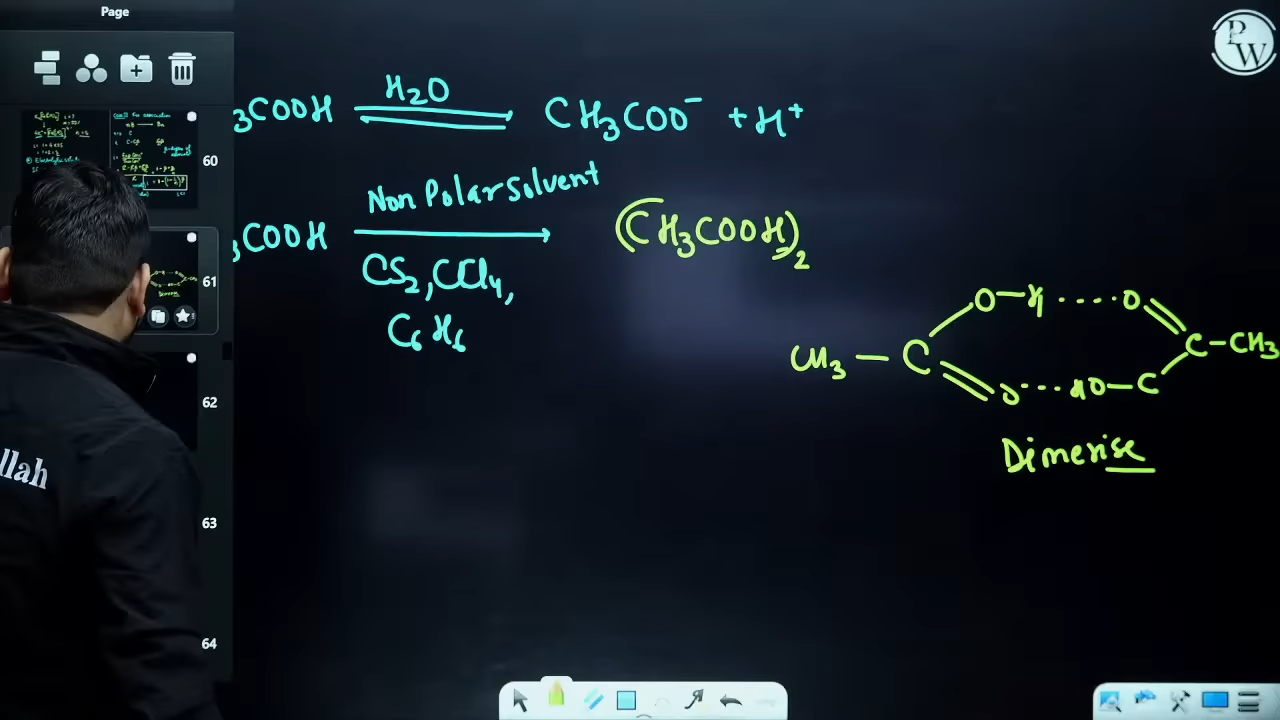 Page
PW
3COOH ⇌ H2O CH3COO⁻ + H⁺
60
Non Polar Solvent
3COOH ⟶ (CH3COOH)2
CS2, CCl4,
C6H6
61
O—H ···· O
C—CH3
CH3—C
O ···· HO—C
Dimerise
62
llah
63
64